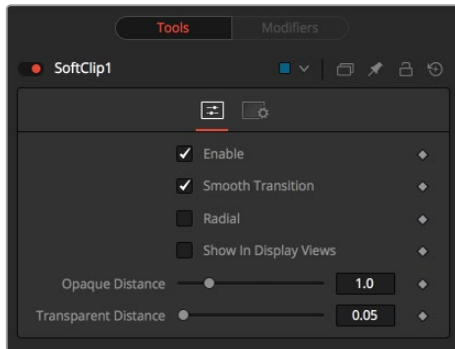 Tools Modifiers
SoftClip1
Enable
Smooth Transition
Radial
Show In Display Views
Opaque Distance 1.0
Transparent Distance 0.05